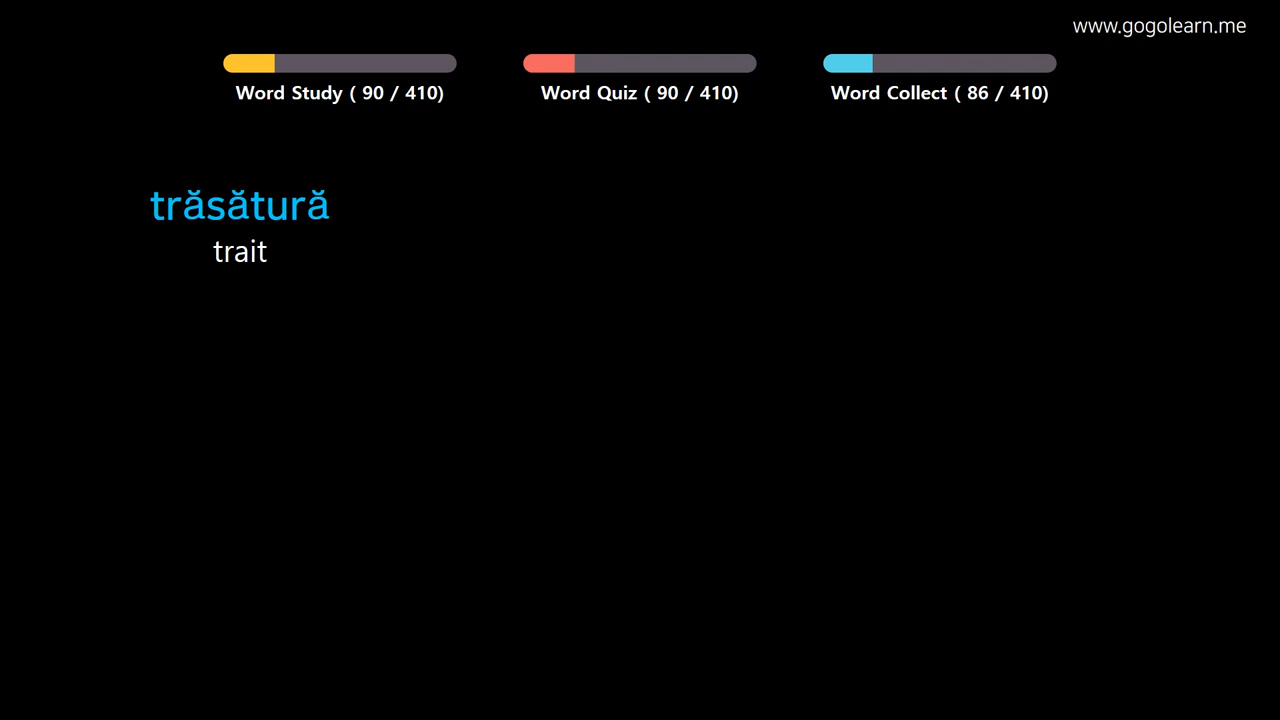 www.gogolearn.me
Word Study ( 90 / 410)
Word Quiz ( 90 / 410)
Word Collect ( 86 / 410)
trăsătură
trait